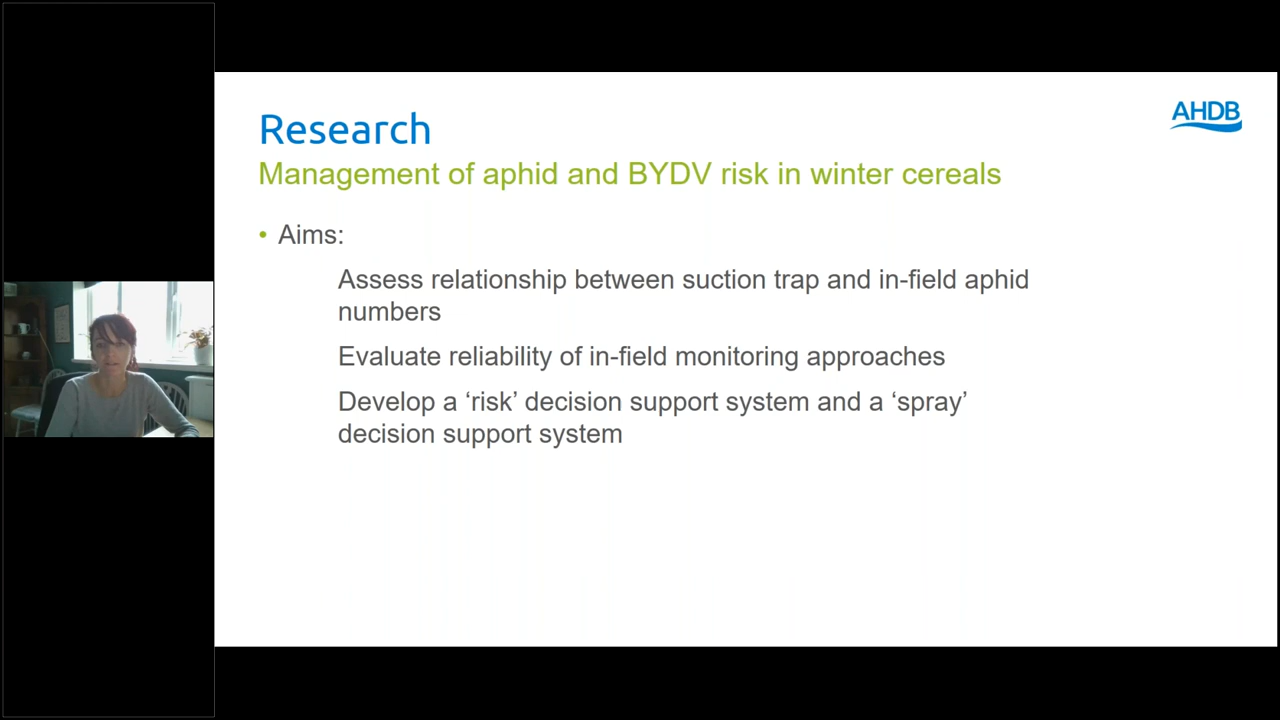 AHDB
Research
Management of aphid and BYDV risk in winter cereals
• Aims:
Assess relationship between suction trap and in-field aphid
numbers
Evaluate reliability of in-field monitoring approaches
Develop a ‘risk’ decision support system and a ‘spray’
decision support system